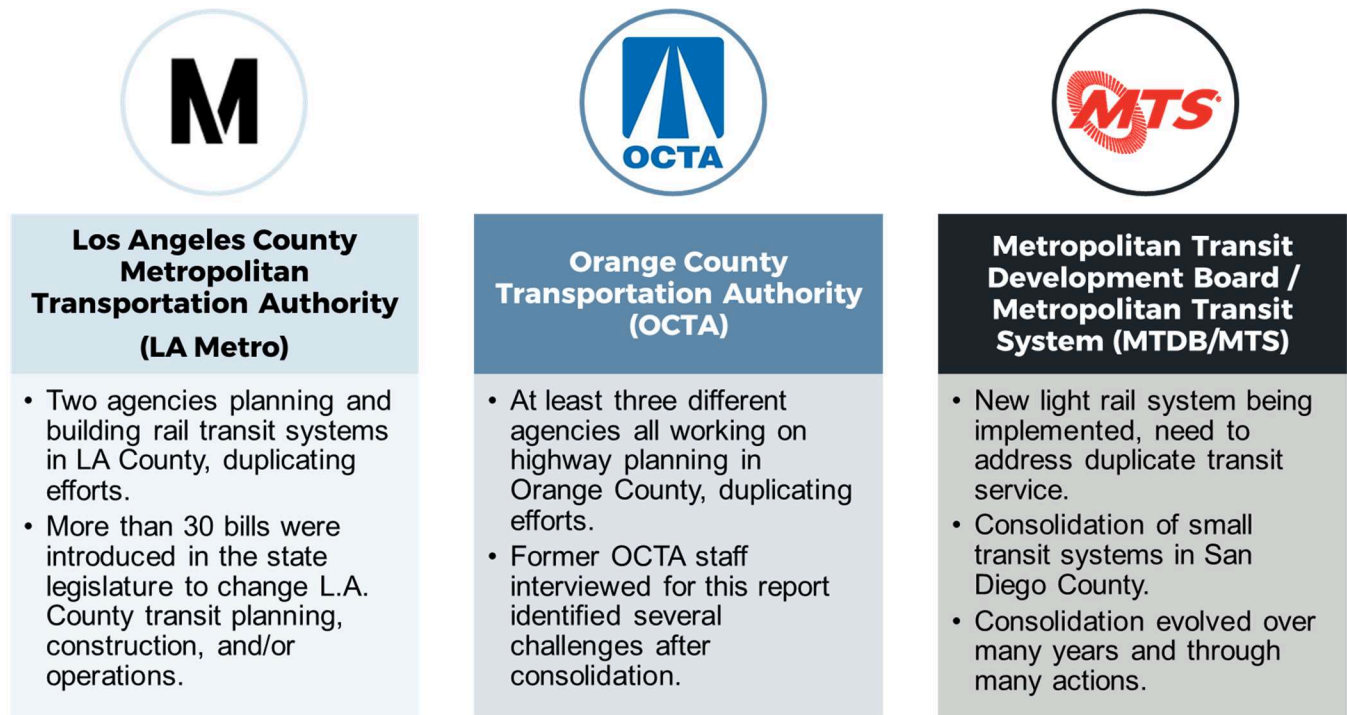 M
OCTA
MTS
Los Angeles County
Metropolitan
Transportation Authority
(LA Metro)
• Two agencies planning and
building rail transit systems
in LA County, duplicating
efforts.
• More than 30 bills were
introduced in the state
legislature to change L.A.
County transit planning,
construction, and/or
operations.
Orange County
Transportation Authority
(OCTA)
• At least three different
agencies all working on
highway planning in
Orange County, duplicating
efforts.
• Former OCTA staff
interviewed for this report
identified several
challenges after
consolidation.
Metropolitan Transit
Development Board /
Metropolitan Transit
System (MTDB/MTS)
• New light rail system being
implemented, need to
address duplicate transit
service.
• Consolidation of small
transit systems in San
Diego County.
• Consolidation evolved over
many years and through
many actions.